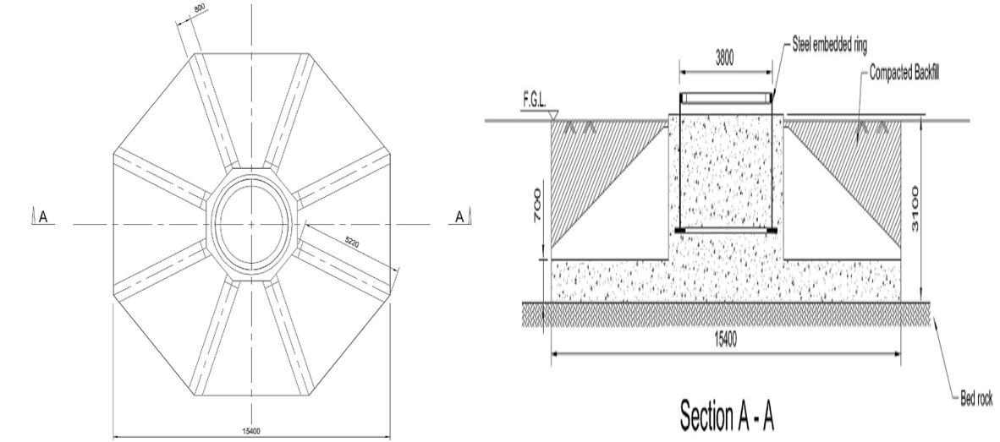 800
A
A
5220
15400
Steel embedded ring
3800
Compacted Backfill
F.G.L.
700
3100
15400
Bed rock
Section A - A